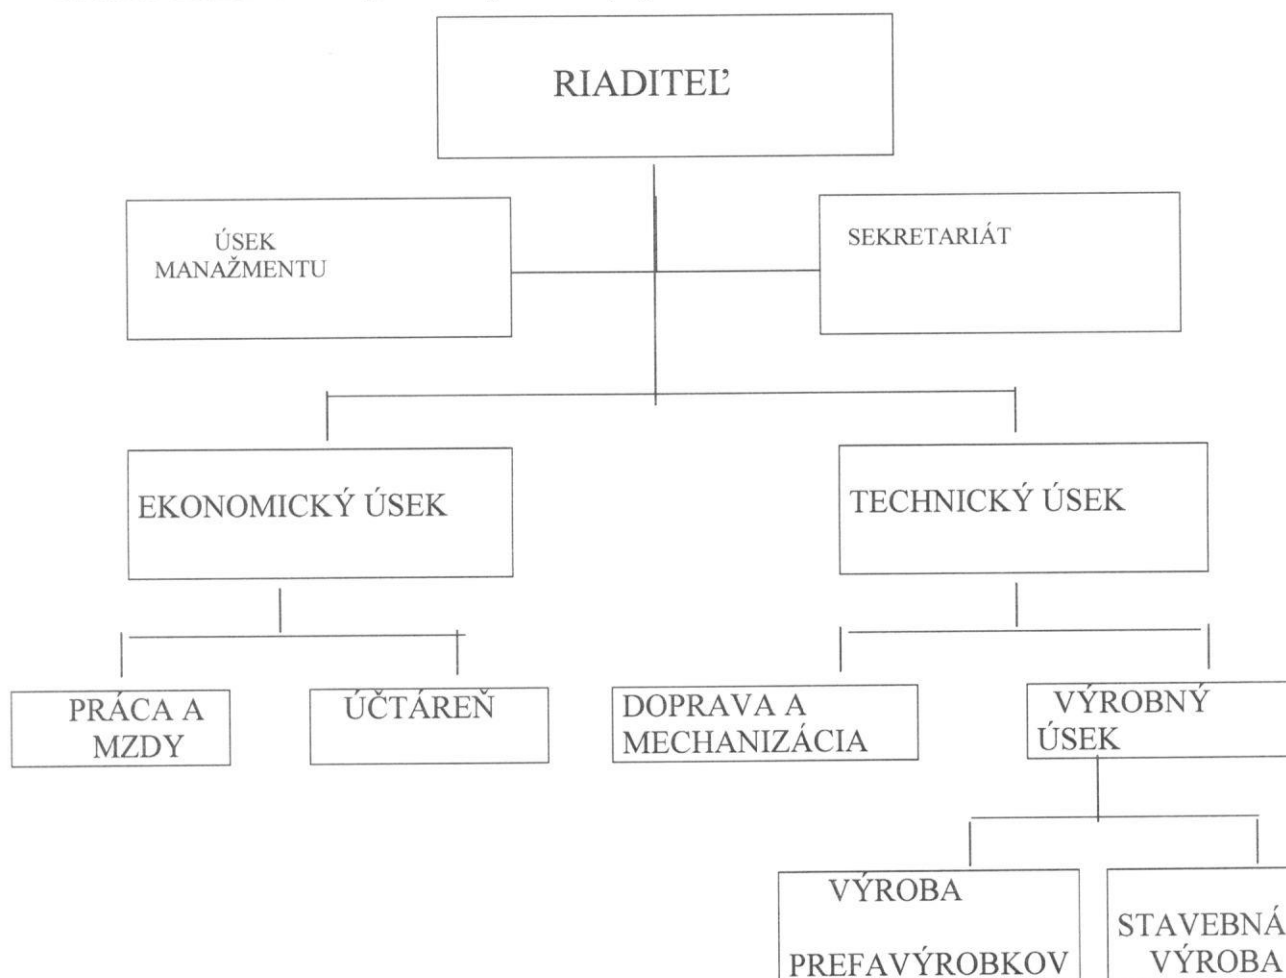 RIADITEĽ
ÚSEK
MANAŽMENTU
SEKRETARIÁT
EKONOMICKÝ ÚSEK
TECHNICKÝ ÚSEK
PRÁCA A
MZDY
ÚČTÁREŇ
DOPRAVA A
MECHANIZÁCIA
VÝROBNÝ
ÚSEK
VÝROBA
PREFAVÝROBKOV
STAVEBNÁ
VÝROBA